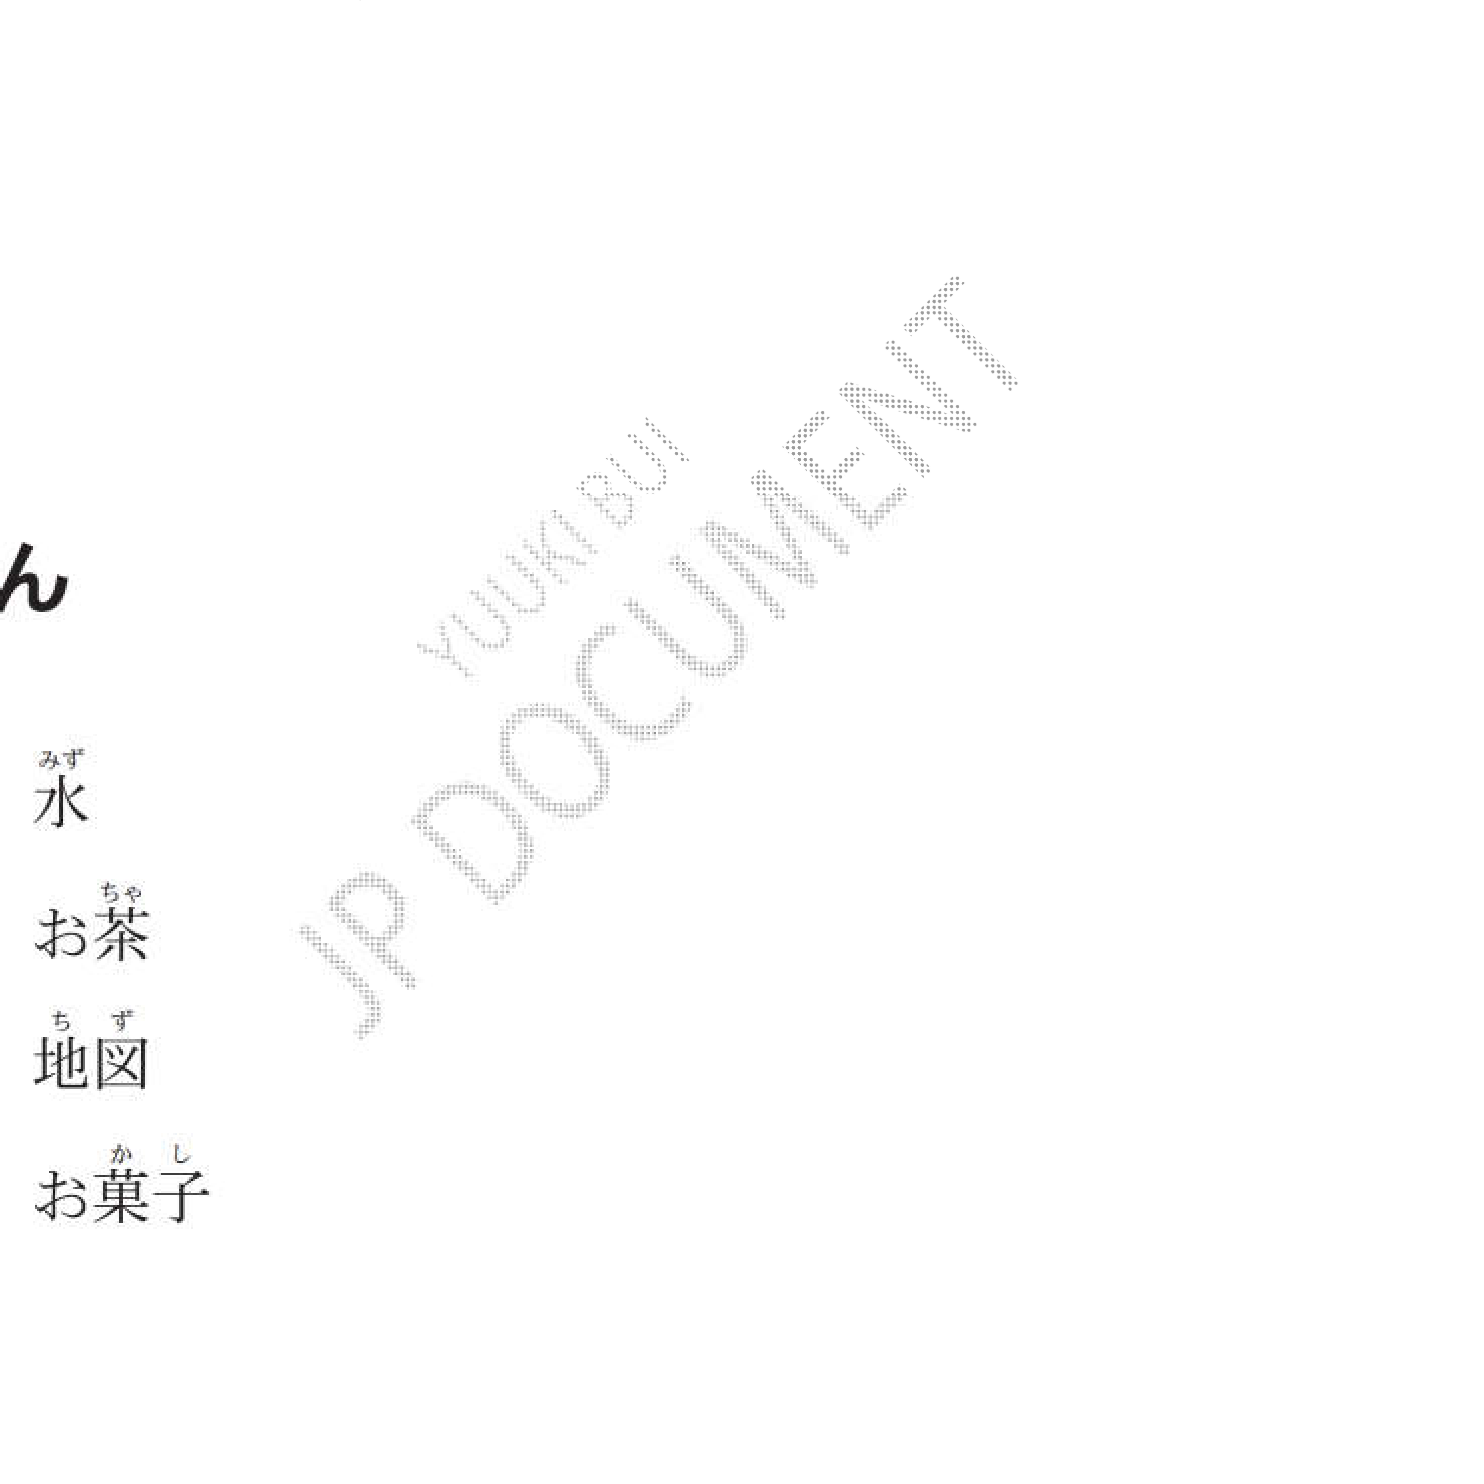 ん
YUUKI BUI
JP DOCUMENT
みず
水
ちゃ
お茶
ち ず
地図
か し
お菓子